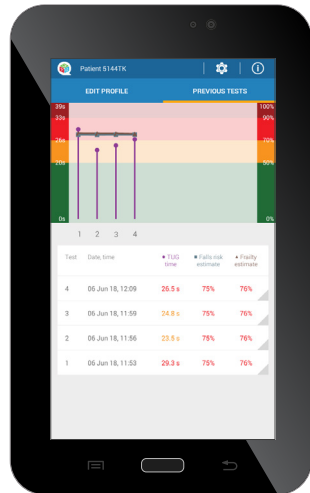 Patient 5144TK
EDIT PROFILE PREVIOUS TESTS
39s 100%
33s 90%
26s 70%
20s 50%
0s 0%
1 2 3 4
Test Date, time TUG time Falls risk estimate Frailty estimate
4 06 Jun 18, 12:09 26.5 s 75% 76%
3 06 Jun 18, 11:59 24.8 s 75% 76%
2 06 Jun 18, 11:56 23.5 s 75% 76%
1 06 Jun 18, 11:53 29.3 s 75% 76%